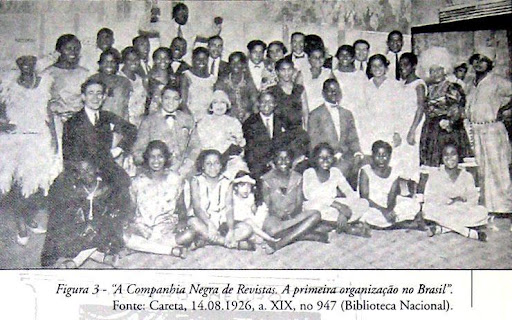 Figura 3 - "A Companhia Negra de Revistas. A primeira organização no Brasil".
Fonte: Careta, 14.08.1926, a. XIX, no 947 (Biblioteca Nacional).